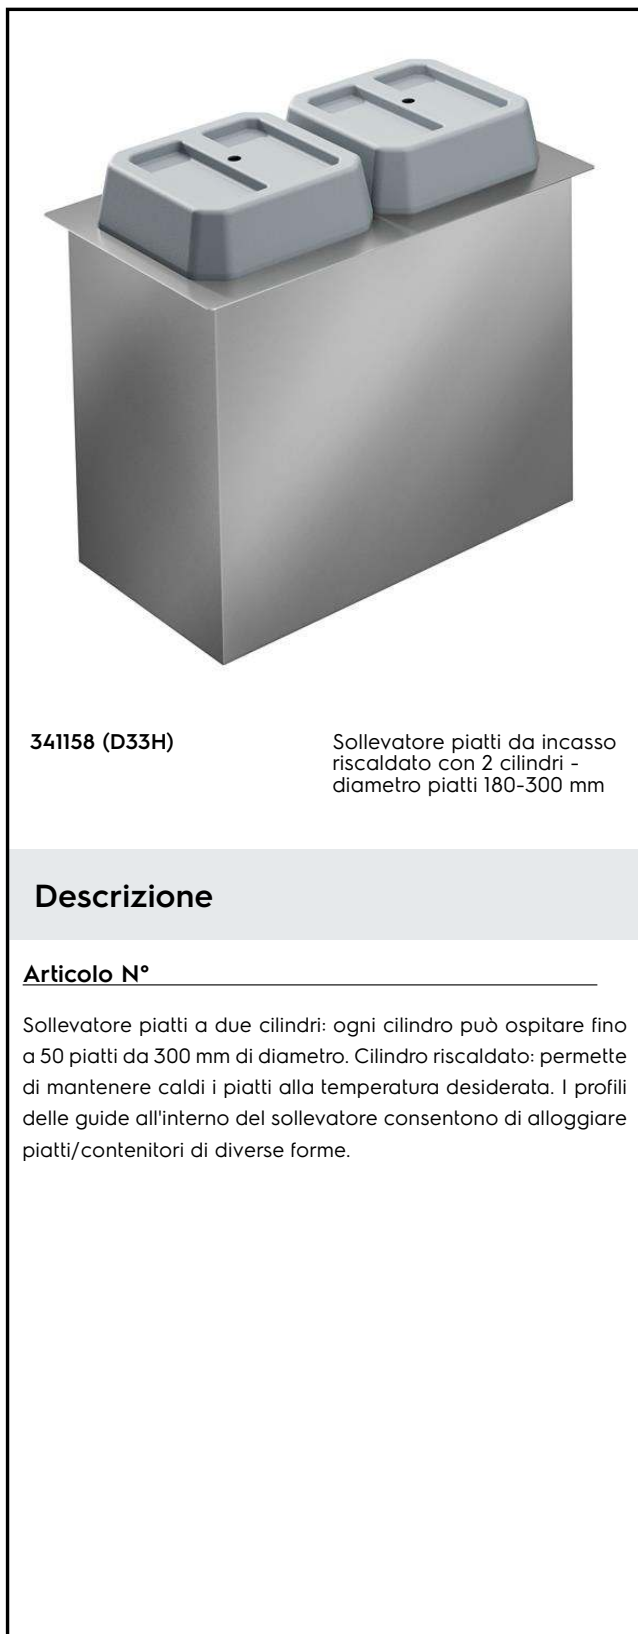 341158 (D33H)
Sollevatore piatti da incasso
riscaldato con 2 cilindri -
diametro piatti 180-300 mm
Descrizione
Articolo N°
Sollevatore piatti a due cilindri: ogni cilindro può ospitare fino
a 50 piatti da 300 mm di diametro. Cilindro riscaldato: permette
di mantenere caldi i piatti alla temperatura desiderata. I profili
delle guide all'interno del sollevatore consentono di alloggiare
piatti/contenitori di diverse forme.